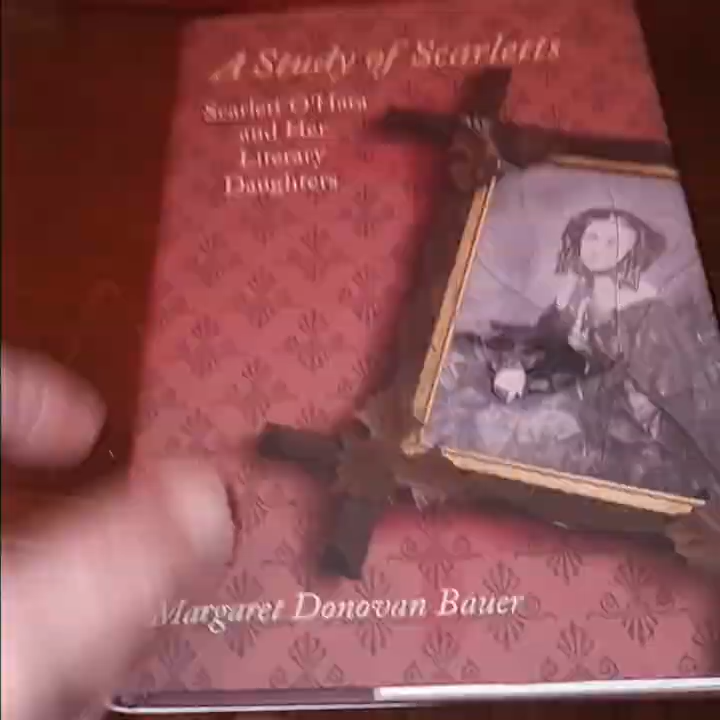 A Study of Scarletts
Scarlett O'Hara
and Her
Literary
Daughters
Margaret Donovan Bauer